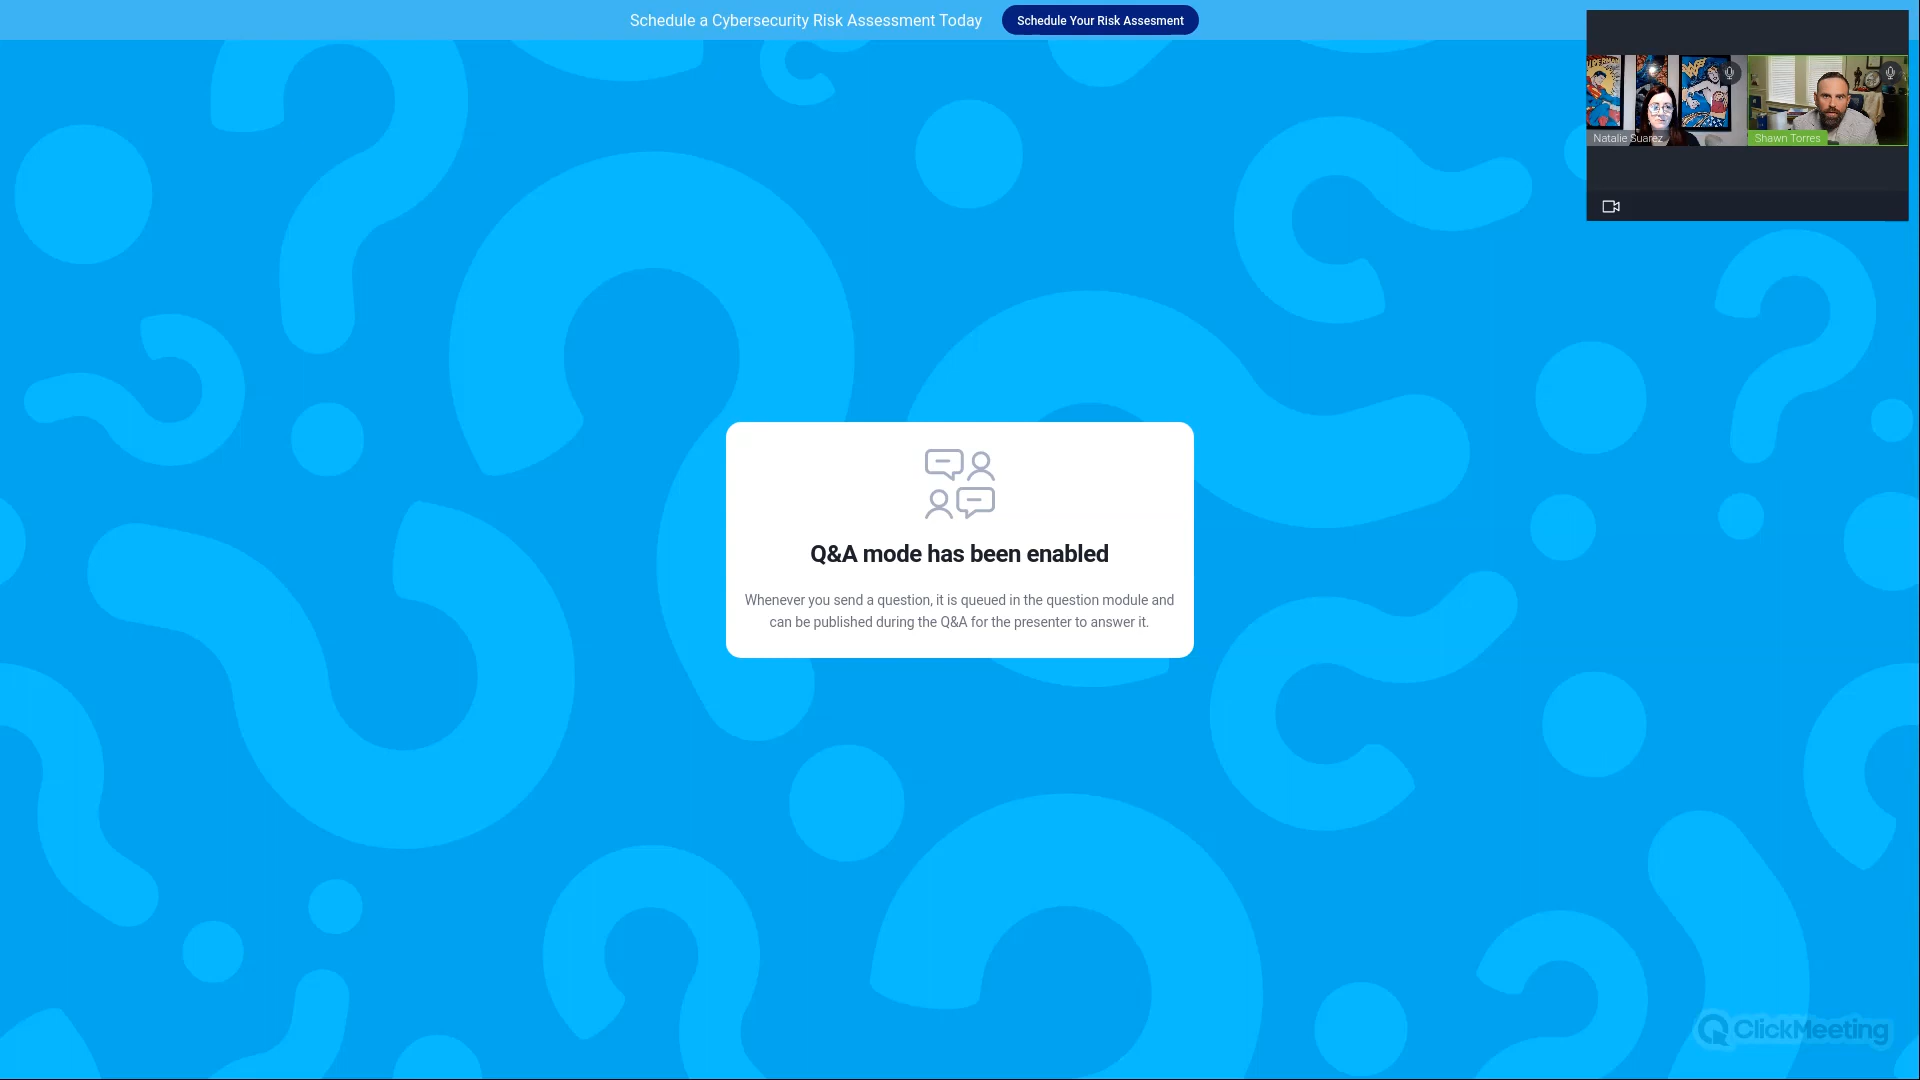 Schedule a Cybersecurity Risk Assessment Today
Schedule Your Risk Assesment
Natalie Suarez
Shawn Torres
Q&A mode has been enabled
Whenever you send a question, it is queued in the question module and
can be published during the Q&A for the presenter to answer it.
ClickMeeting